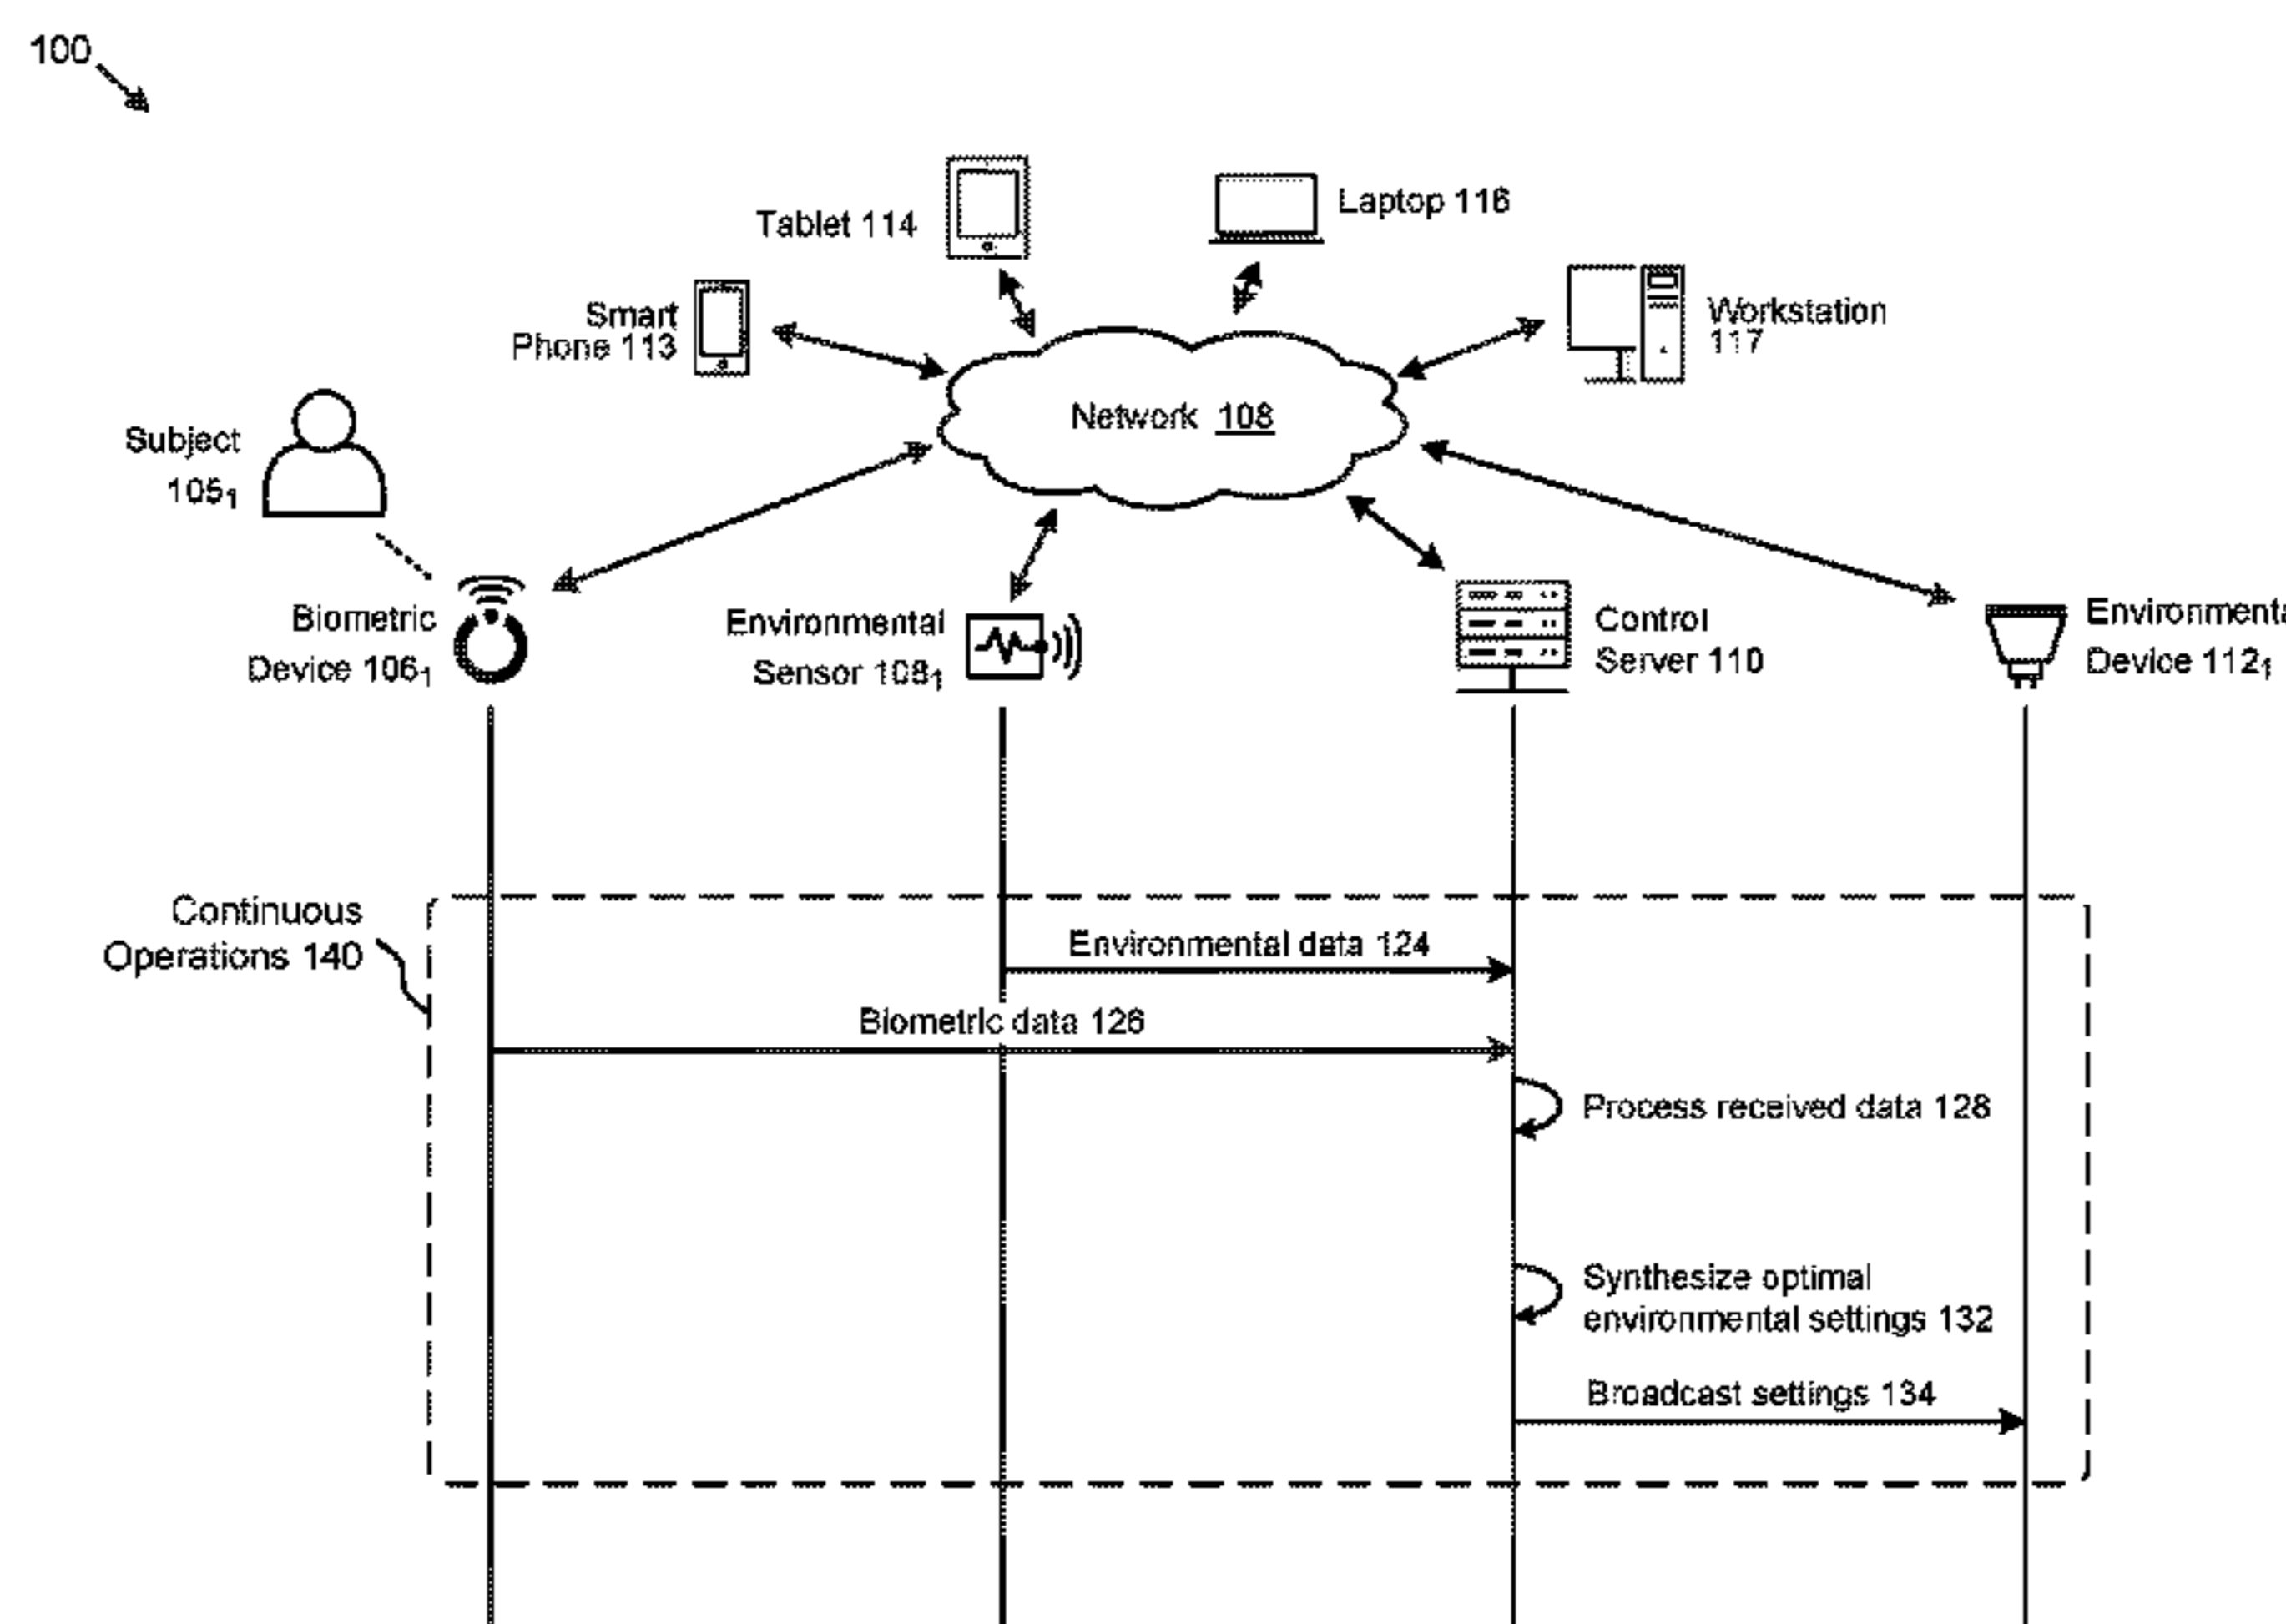 100
Tablet 114
Laptop 116
Smart
Phone 113
Workstation
117
Network 108
Subject
105₁
Biometric
Device 106₁
Environmental
Sensor 108₁
Control
Server 110
Environmenta
Device 112₁
Continuous
Operations 140
Environmental data 124
Biometric data 126
Process received data 128
Synthesize optimal
environmental settings 132
Broadcast settings 134